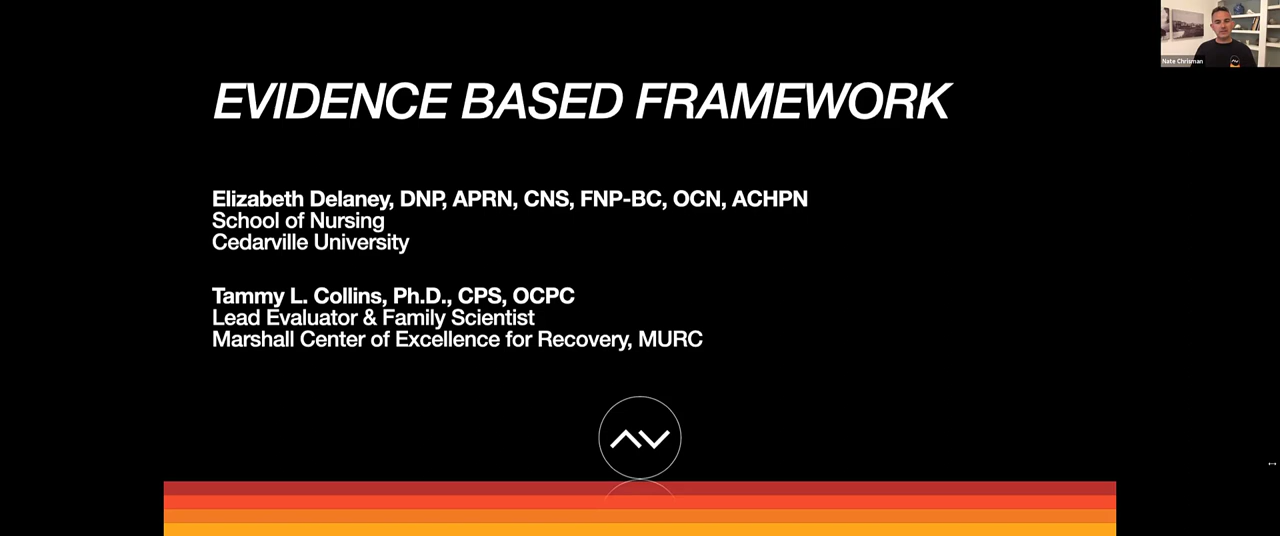 Nate Chrisman
EVIDENCE BASED FRAMEWORK
Elizabeth Delaney, DNP, APRN, CNS, FNP-BC, OCN, ACHPN
School of Nursing
Cedarville University
Tammy L. Collins, Ph.D., CPS, OCPC
Lead Evaluator & Family Scientist
Marshall Center of Excellence for Recovery, MURC